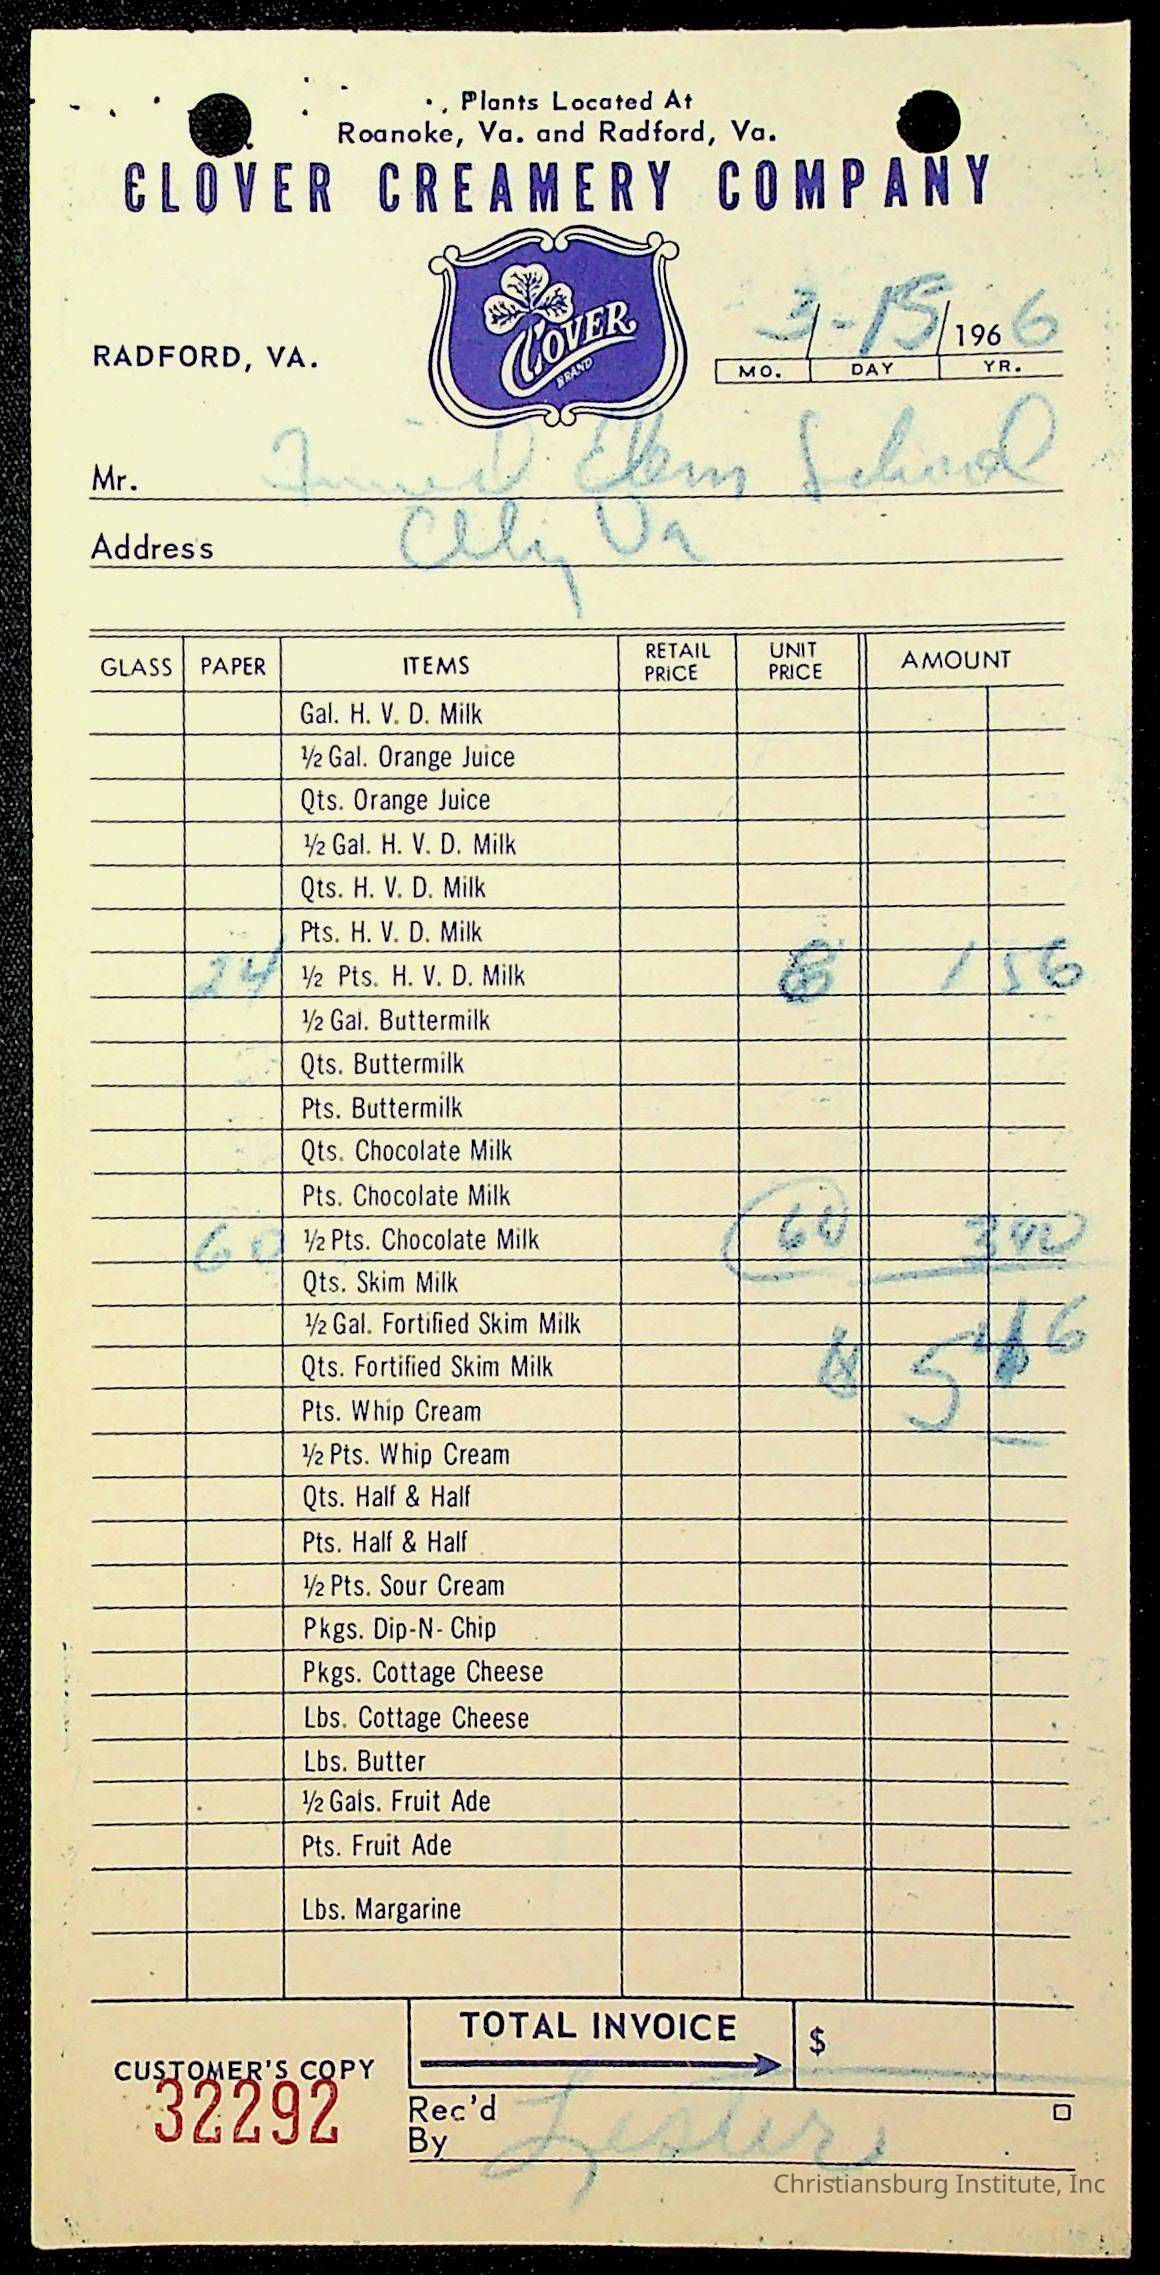 Plants Located At
Roanoke, Va. and Radford, Va.
CLOVER CREAMERY COMPANY
CLOVER
BRAND
RADFORD, VA.
3-15/1966
MO. DAY YR.
Mr. Elem School
Address Va
GLASS PAPER ITEMS RETAIL PRICE UNIT PRICE AMOUNT
Gal. H. V. D. Milk
½ Gal. Orange Juice
Qts. Orange Juice
½ Gal. H. V. D. Milk
Qts. H. V. D. Milk
Pts. H. V. D. Milk
24 ½ Pts. H. V. D. Milk 1 56
½ Gal. Buttermilk
Qts. Buttermilk
Pts. Buttermilk
Qts. Chocolate Milk
Pts. Chocolate Milk
60 ½ Pts. Chocolate Milk 60
Qts. Skim Milk
½ Gal. Fortified Skim Milk
Qts. Fortified Skim Milk
Pts. Whip Cream
½ Pts. Whip Cream
Qts. Half & Half
Pts. Half & Half
½ Pts. Sour Cream
Pkgs. Dip-N-Chip
Pkgs. Cottage Cheese
Lbs. Cottage Cheese
Lbs. Butter
½ Gals. Fruit Ade
Pts. Fruit Ade
Lbs. Margarine
TOTAL INVOICE $
CUSTOMER'S COPY
32292
Rec'd
By
Christiansburg Institute, Inc